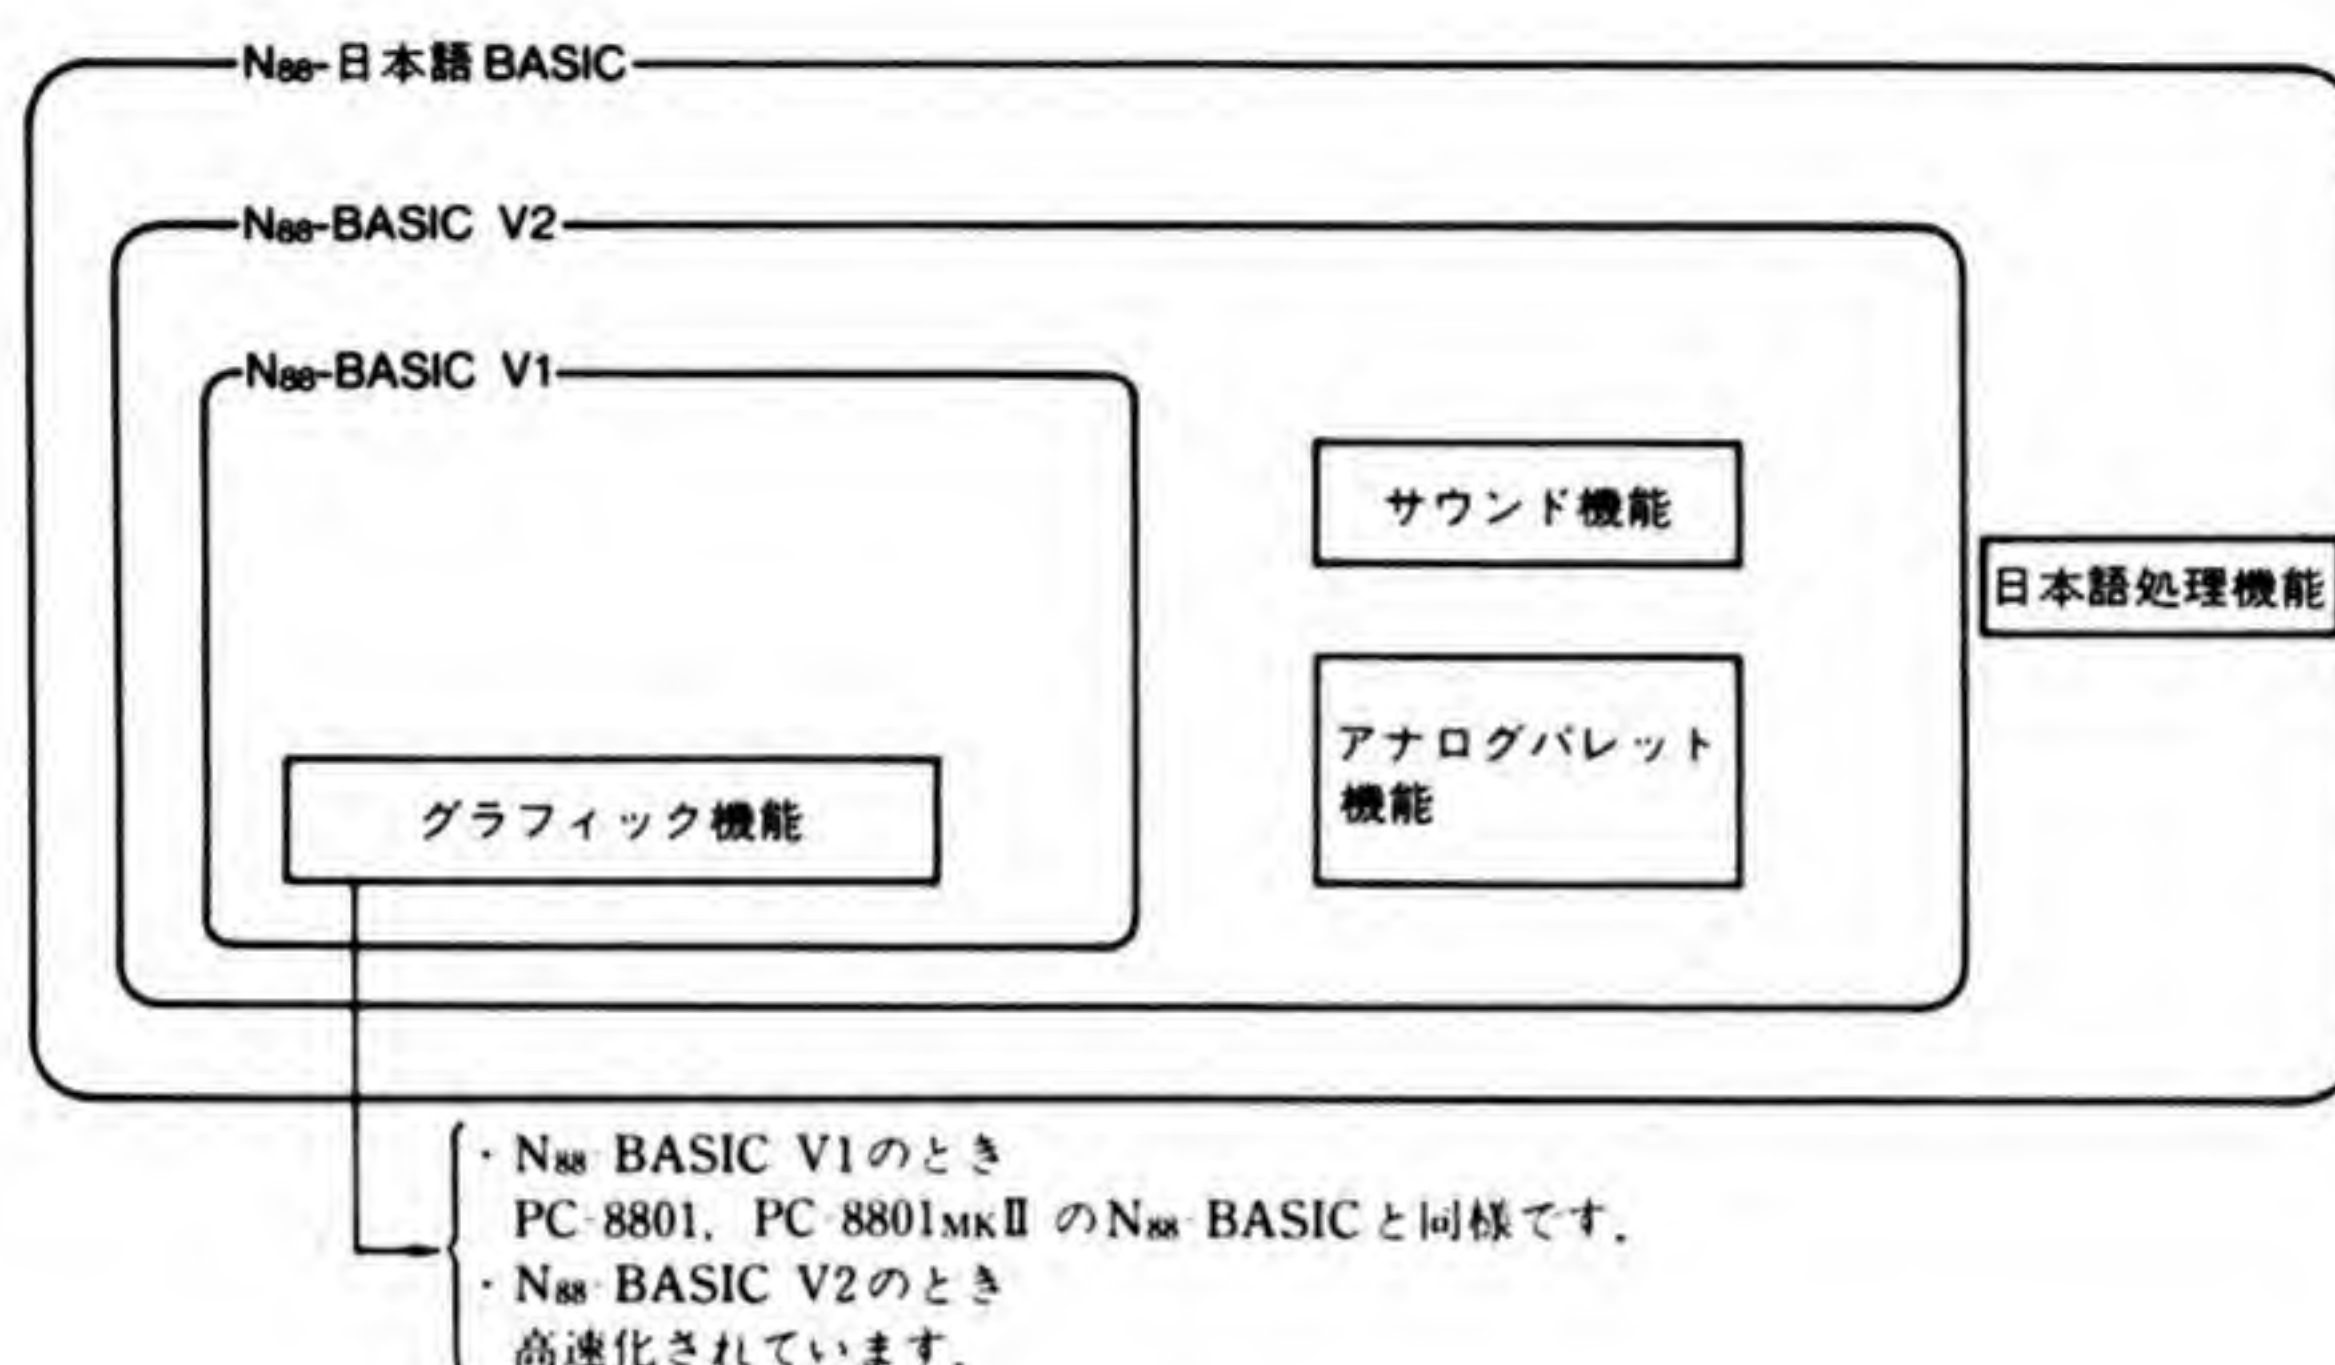 N88-日本語BASIC
N88-BASIC V2
N88-BASIC V1
サウンド機能
日本語処理機能
アナログパレット
機能
グラフィック機能
・N88-BASIC V1のとき
PC-8801, PC-8801MKⅡ のN88-BASICと同様です.
・N88-BASIC V2のとき
高速化されています.